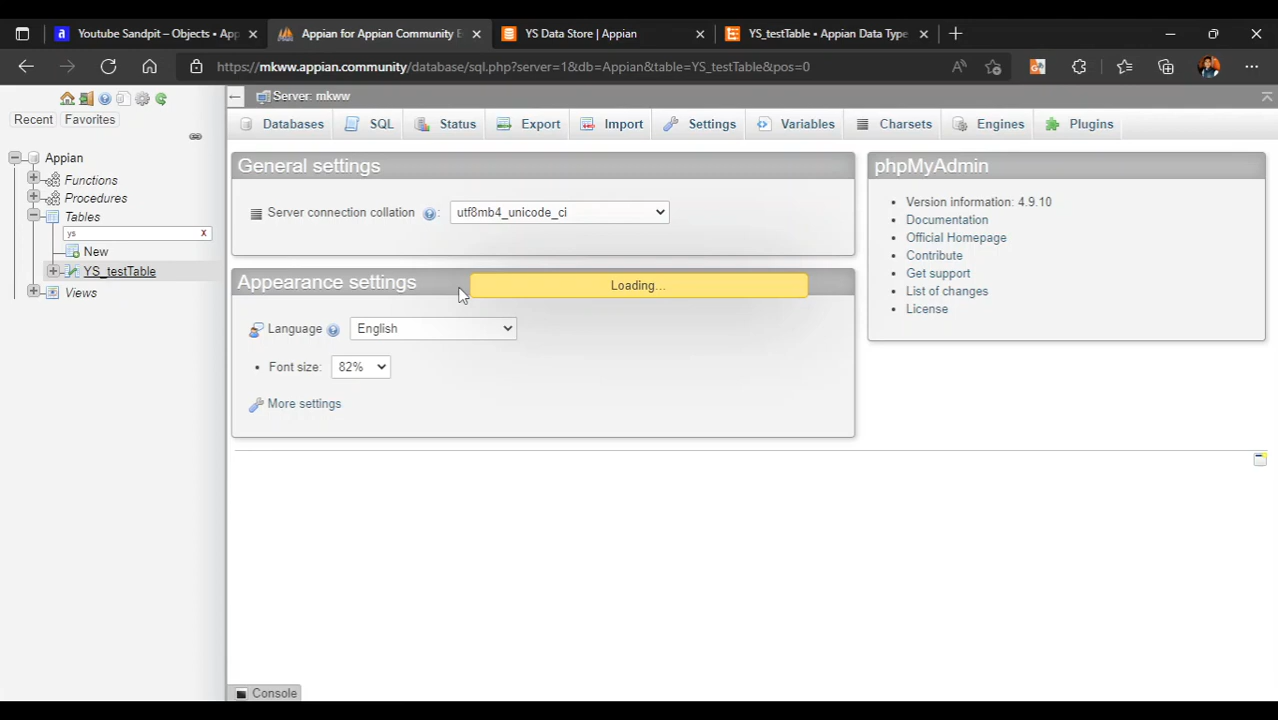 Youtube Sandpit – Objects • App
Appian for Appian Community E
YS Data Store | Appian
YS_testTable • Appian Data Type
https://mkww.appian.community/database/sql.php?server=1&db=Appian&table=YS_testTable&pos=0
Recent
Favorites
Appian
Functions
Procedures
Tables
ys
X
New
YS_testTable
Views
Server: mkww
Databases
SQL
Status
Export
Import
Settings
Variables
Charsets
Engines
Plugins
General settings
Server connection collation
:
utf8mb4_unicode_ci
Appearance settings
Loading...
Language
English
Font size:
82%
More settings
phpMyAdmin
Version information: 4.9.10
Documentation
Official Homepage
Contribute
Get support
List of changes
License
Console